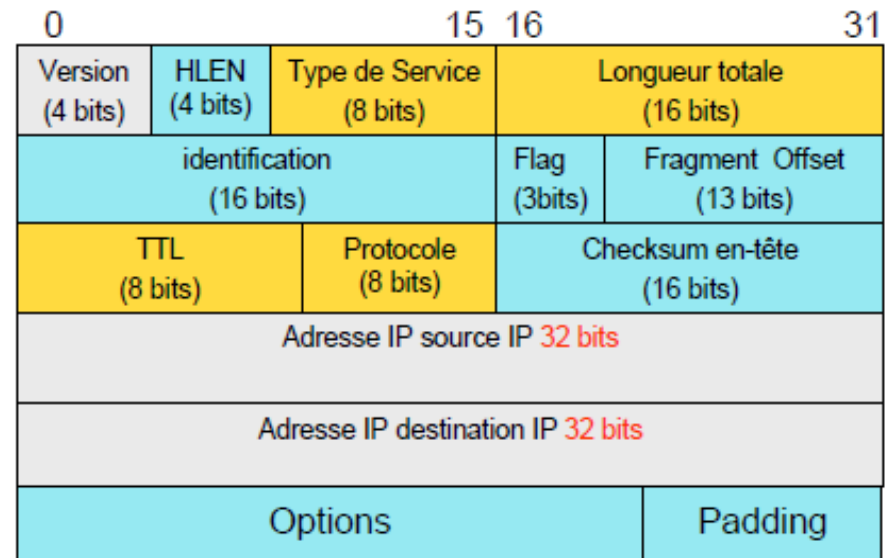 0 15 16 31
Version HLEN Type de Service Longueur totale
(4 bits) (4 bits) (8 bits) (16 bits)
identification Flag Fragment Offset
(16 bits) (3bits) (13 bits)
TTL Protocole Checksum en-tête
(8 bits) (8 bits) (16 bits)
Adresse IP source IP 32 bits
Adresse IP destination IP 32 bits
Options Padding